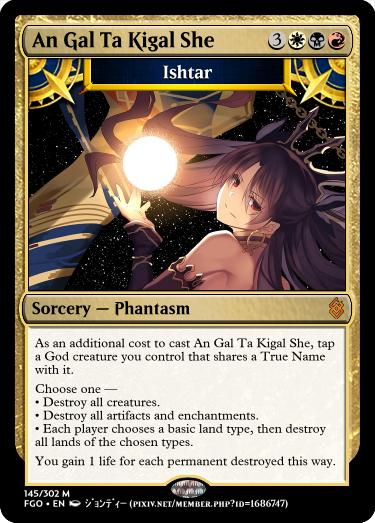 An Gal Ta Kigal She 3
Ishtar
Sorcery — Phantasm
As an additional cost to cast An Gal Ta Kigal She, tap
a God creature you control that shares a True Name
with it.
Choose one —
• Destroy all creatures.
• Destroy all artifacts and enchantments.
• Each player chooses a basic land type, then destroy
all lands of the chosen types.
You gain 1 life for each permanent destroyed this way.
145/302 M
FGO • EN ジョンディー (PIXIV.NET/MEMBER.PHP?ID=1686747)